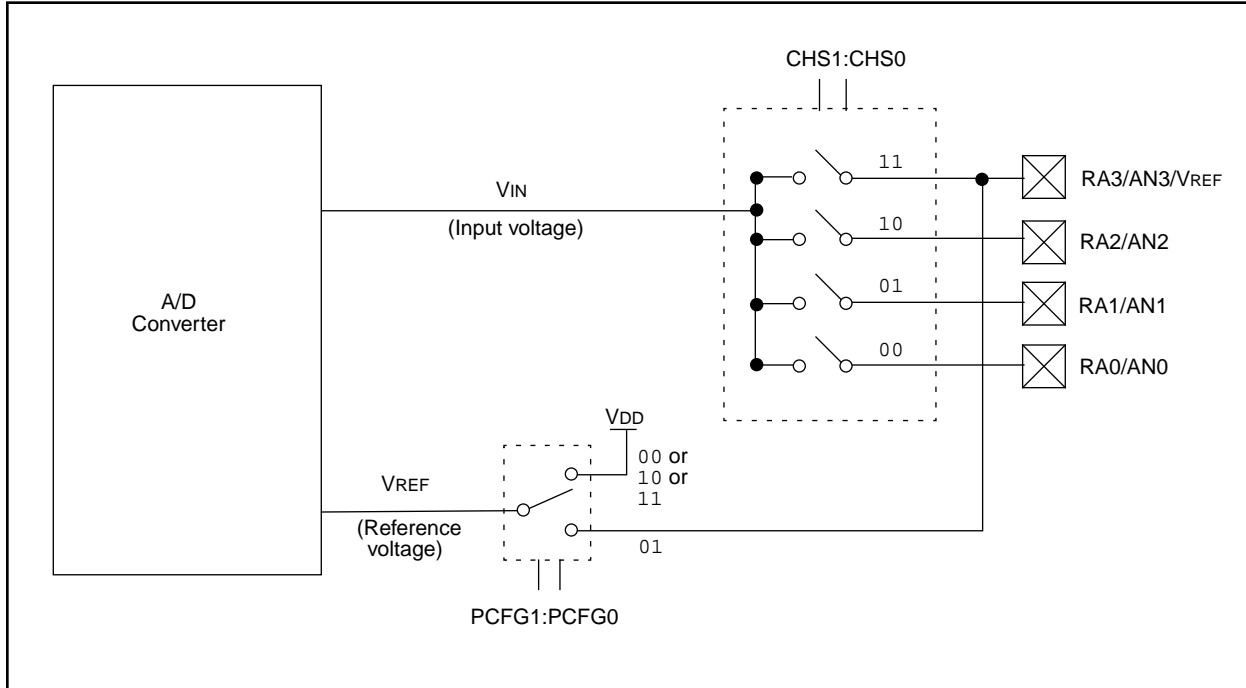 CHS1:CHS0
11
RA3/AN3/VREF
VIN
(Input voltage)
10
RA2/AN2
A/D
Converter
01
RA1/AN1
00
RA0/AN0
VDD
00 or
10 or
11
VREF
(Reference
voltage)
01
PCFG1:PCFG0